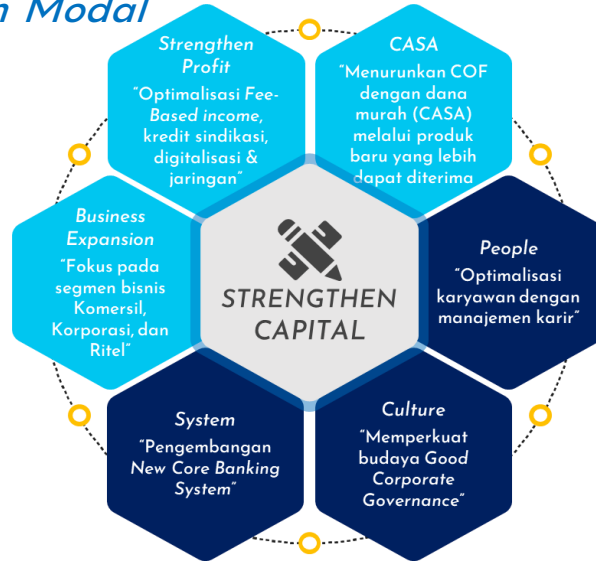 Modal
Strengthen
Profit
"Optimalisasi Fee-
Based income,
kredit sindikasi,
digitalisasi &
jaringan"
CASA
"Menurunkan COF
dengan dana
murah (CASA)
melalui produk
baru yang lebih
dapat diterima
Business
Expansion
"Fokus pada
segmen bisnis
Komersil,
Korporasi, dan
Ritel"
STRENGTHEN
CAPITAL
People
"Optimalisasi
karyawan dengan
manajemen karir"
System
"Pengembangan
New Core Banking
System"
Culture
"Memperkuat
budaya Good
Corporate
Governance"